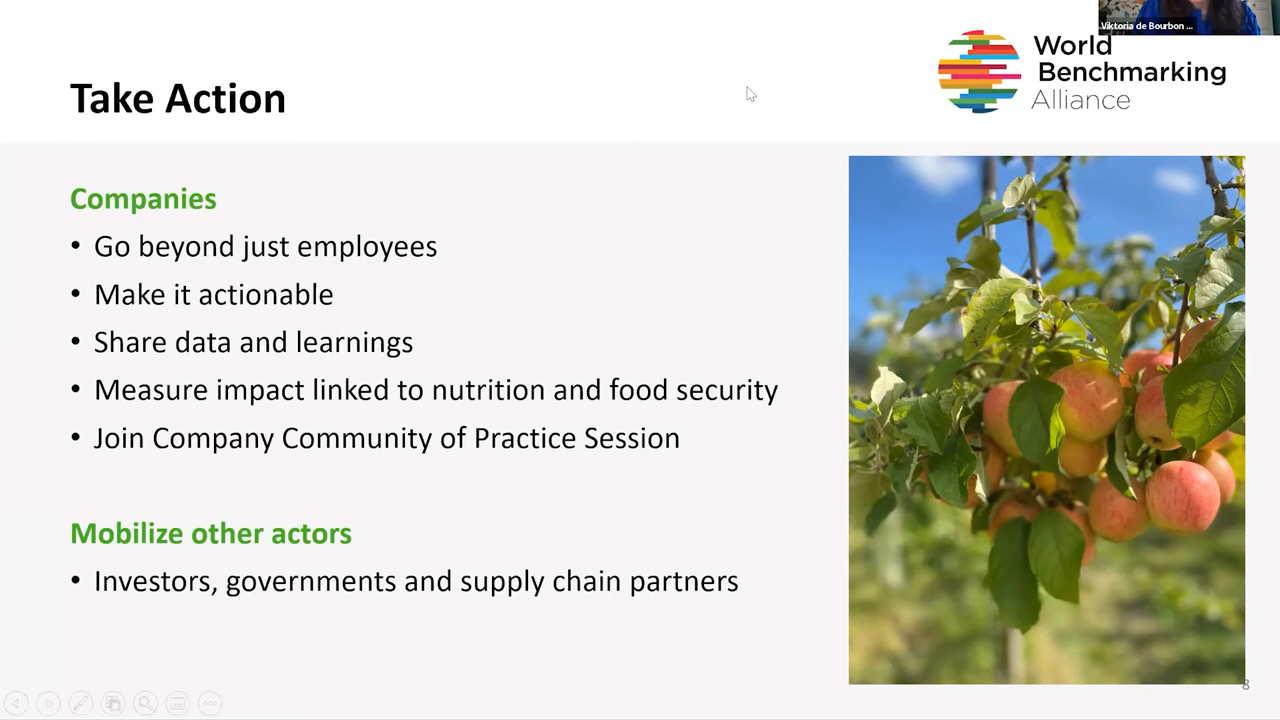 Viktoria de Bourbon ...
World
Benchmarking
Alliance
Take Action
Companies
• Go beyond just employees
• Make it actionable
• Share data and learnings
• Measure impact linked to nutrition and food security
• Join Company Community of Practice Session
Mobilize other actors
• Investors, governments and supply chain partners
8